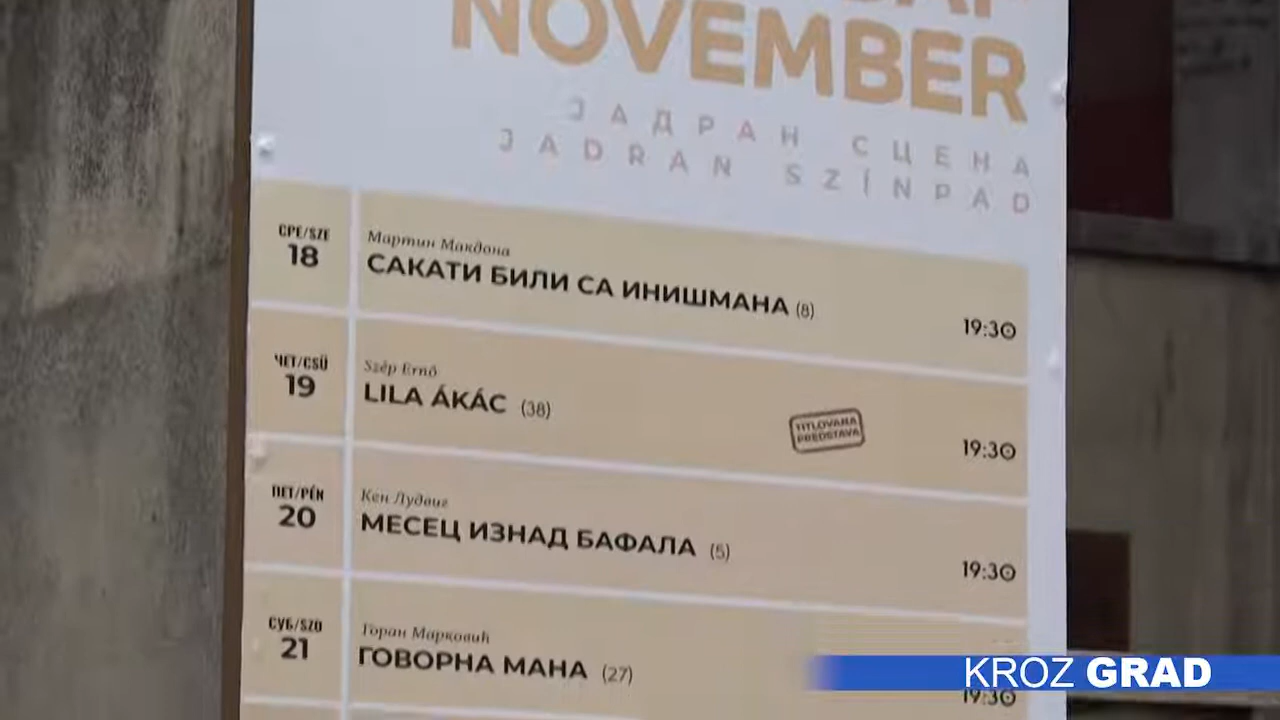 NOVEMBER
ЈАДРАН СЦЕНА
JADRAN SZÍNPAD
СРЕ/SZE
18
Мартин Макдона
САКАТИ БИЛИ СА ИНИШМАНА (8)
19:30
ЧЕТ/CSÜ
19
Szép Ernő
LILA ÁKÁC (38)
TITLOVANA
PREDSTAVA
19:30
ПЕТ/PÉN
20
Кен Лудвиг
МЕСЕЦ ИЗНАД БАФАЛА (5)
19:30
СУБ/SZO
21
Горан Марковић
ГОВОРНА МАНА (27)
19:30
KROZ GRAD